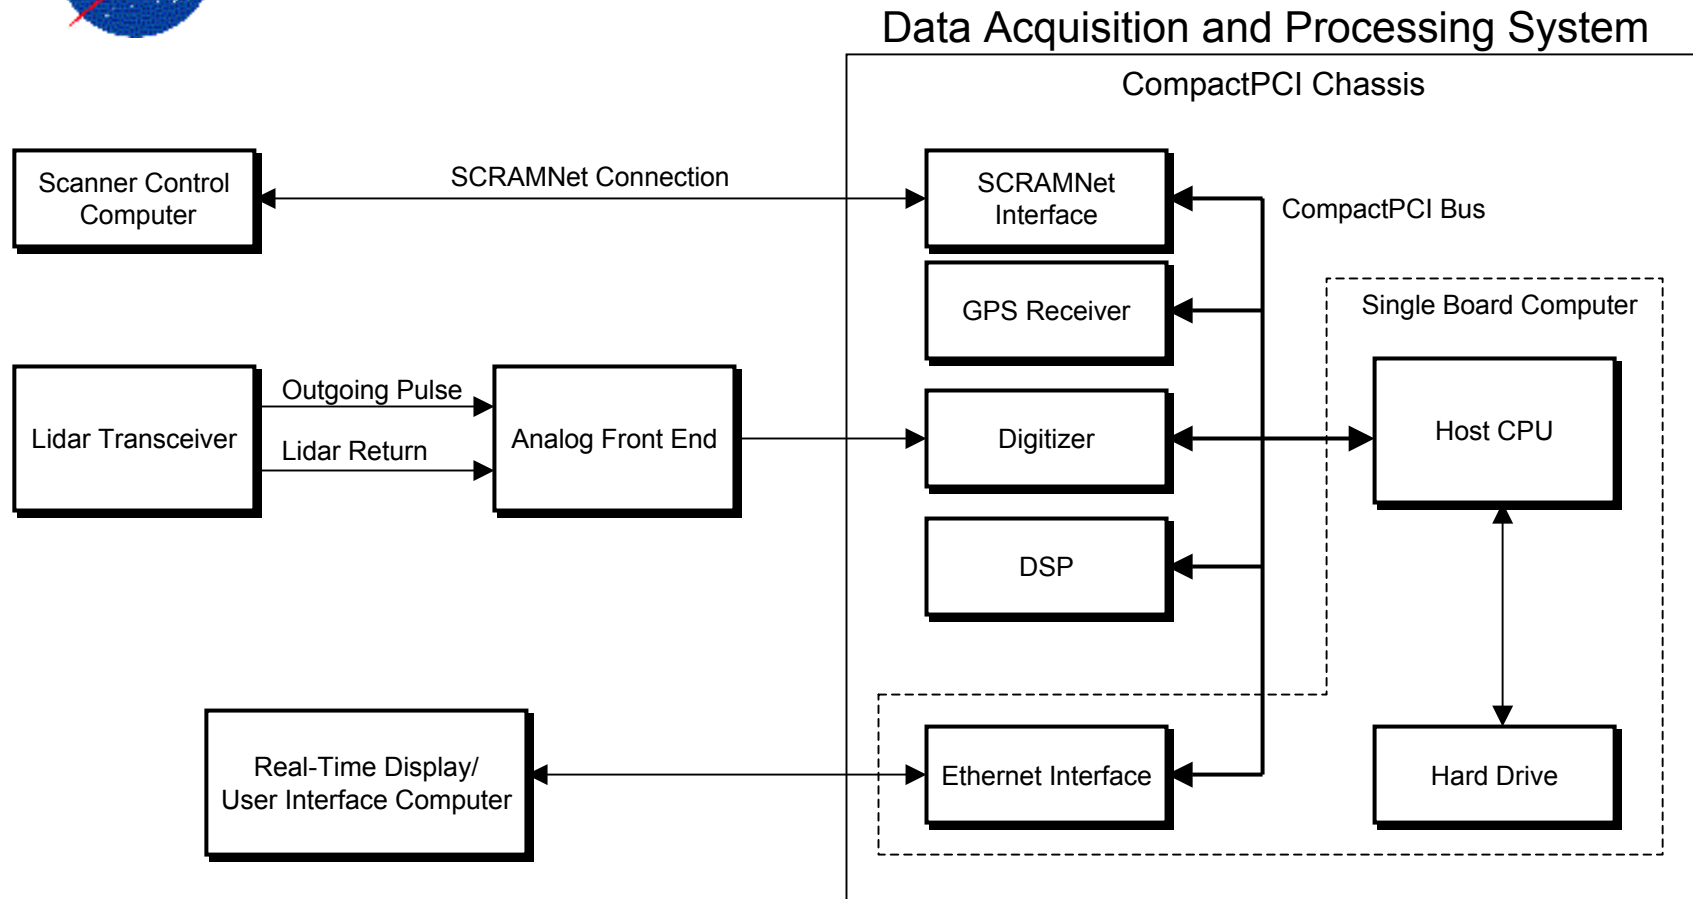 Data Acquisition and Processing System
CompactPCI Chassis
Scanner Control
Computer
SCRAMNet Connection
SCRAMNet
Interface
CompactPCI Bus
GPS Receiver
Single Board Computer
Lidar Transceiver
Outgoing Pulse
Lidar Return
Analog Front End
Digitizer
Host CPU
DSP
Real-Time Display/
User Interface Computer
Ethernet Interface
Hard Drive